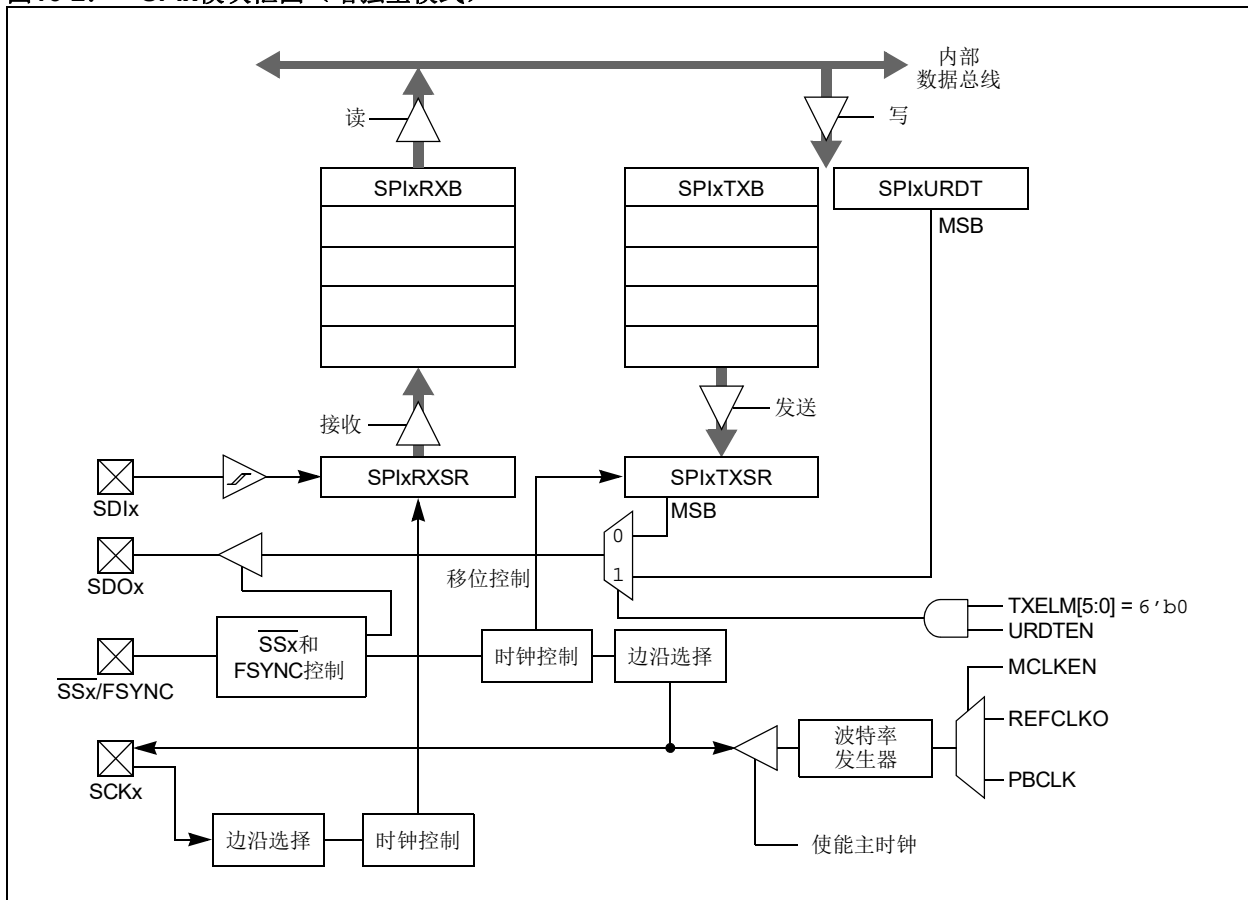 内部
数据总线
读
写
SPIxRXB
SPIxTXB
SPIxURDT
MSB
接收
发送
SPIxRXSR
SPIxTXSR
MSB
SDIx
0
SDOx
移位控制
1
TXELM[5:0] = 6'b0
URDTEN
SSx和
FSYNC控制
时钟控制
边沿选择
MCLKEN
SSx/FSYNC
REFCLKO
波特率
发生器
PBCLK
SCKx
边沿选择
时钟控制
使能主时钟